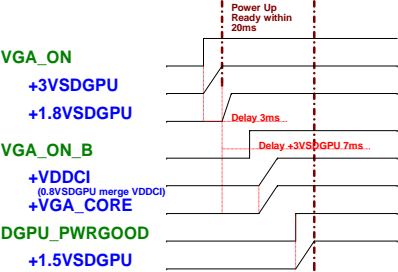 Power Up
Ready within
20ms
VGA_ON
+3VSDGPU
+1.8VSDGPU
Delay 3ms
VGA_ON_B
Delay +3VSDGPU 7ms
+VDDCI
(0.8VSDGPU merge VDDCI)
+VGA_CORE
DGPU_PWRGOOD
+1.5VSDGPU